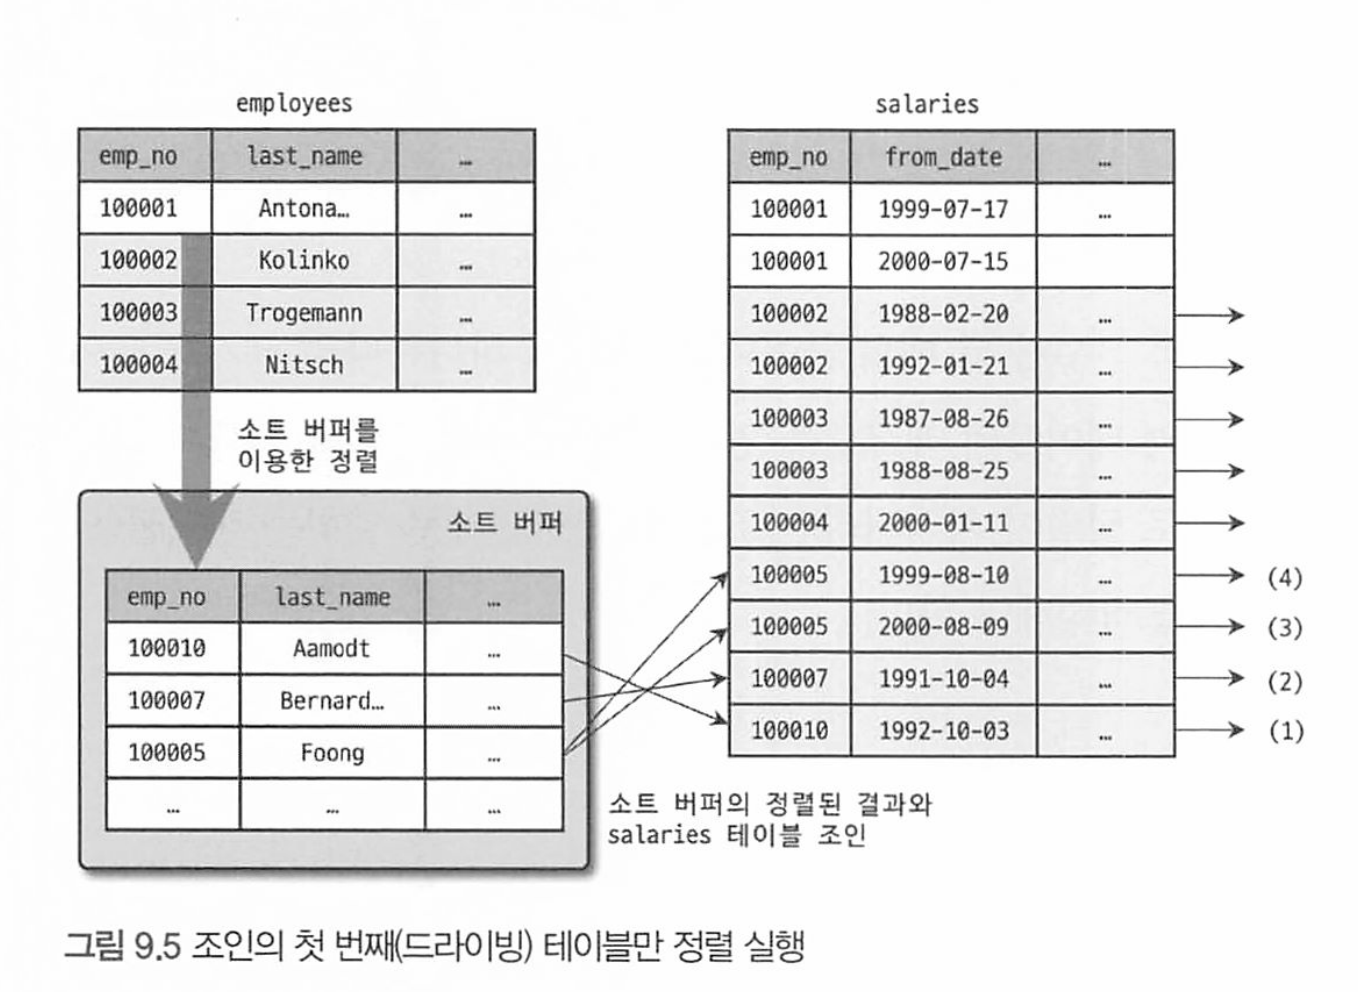 employees
emp_no last_name …
100001 Antona… …
100002 Kolinko …
100003 Trogemann …
100004 Nitsch …
소트 버퍼를
이용한 정렬
소트 버퍼
emp_no last_name …
100010 Aamodt …
100007 Bernard… …
100005 Foong …
… … …
salaries
emp_no from_date …
100001 1999-07-17 …
100001 2000-07-15
100002 1988-02-20 …
100002 1992-01-21 …
100003 1987-08-26 …
100003 1988-08-25 …
100004 2000-01-11 …
100005 1999-08-10 … (4)
100005 2000-08-09 … (3)
100007 1991-10-04 … (2)
100010 1992-10-03 … (1)
소트 버퍼의 정렬된 결과와
salaries 테이블 조인
그림 9.5 조인의 첫 번째(드라이빙) 테이블만 정렬 실행